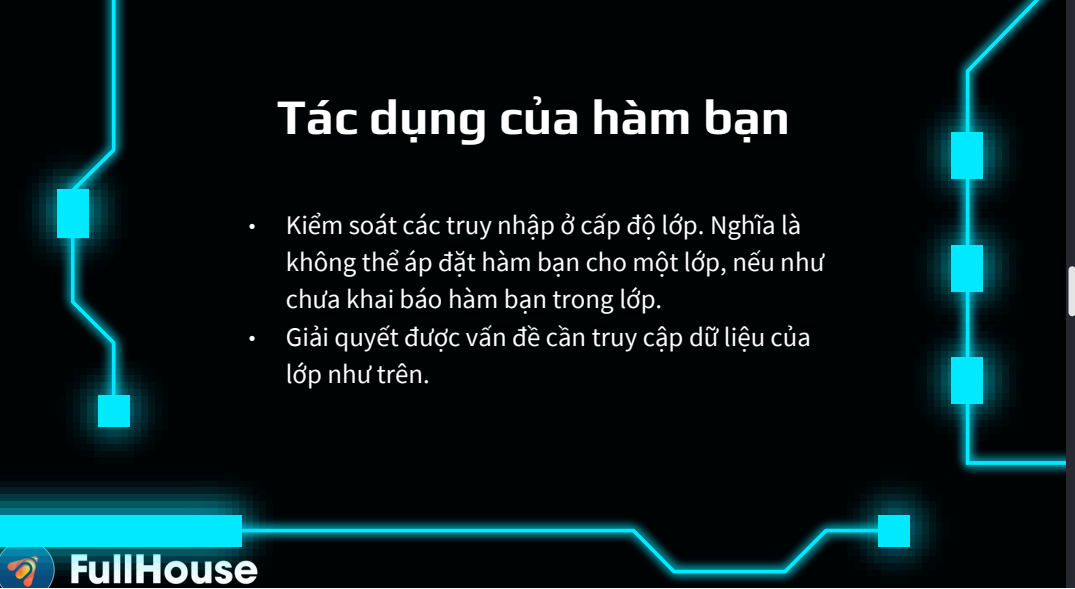 Tác dụng của hàm bạn
• Kiểm soát các truy nhập ở cấp độ lớp. Nghĩa là
không thể áp đặt hàm bạn cho một lớp, nếu như
chưa khai báo hàm bạn trong lớp.
• Giải quyết được vấn đề cần truy cập dữ liệu của
lớp như trên.
FullHouse